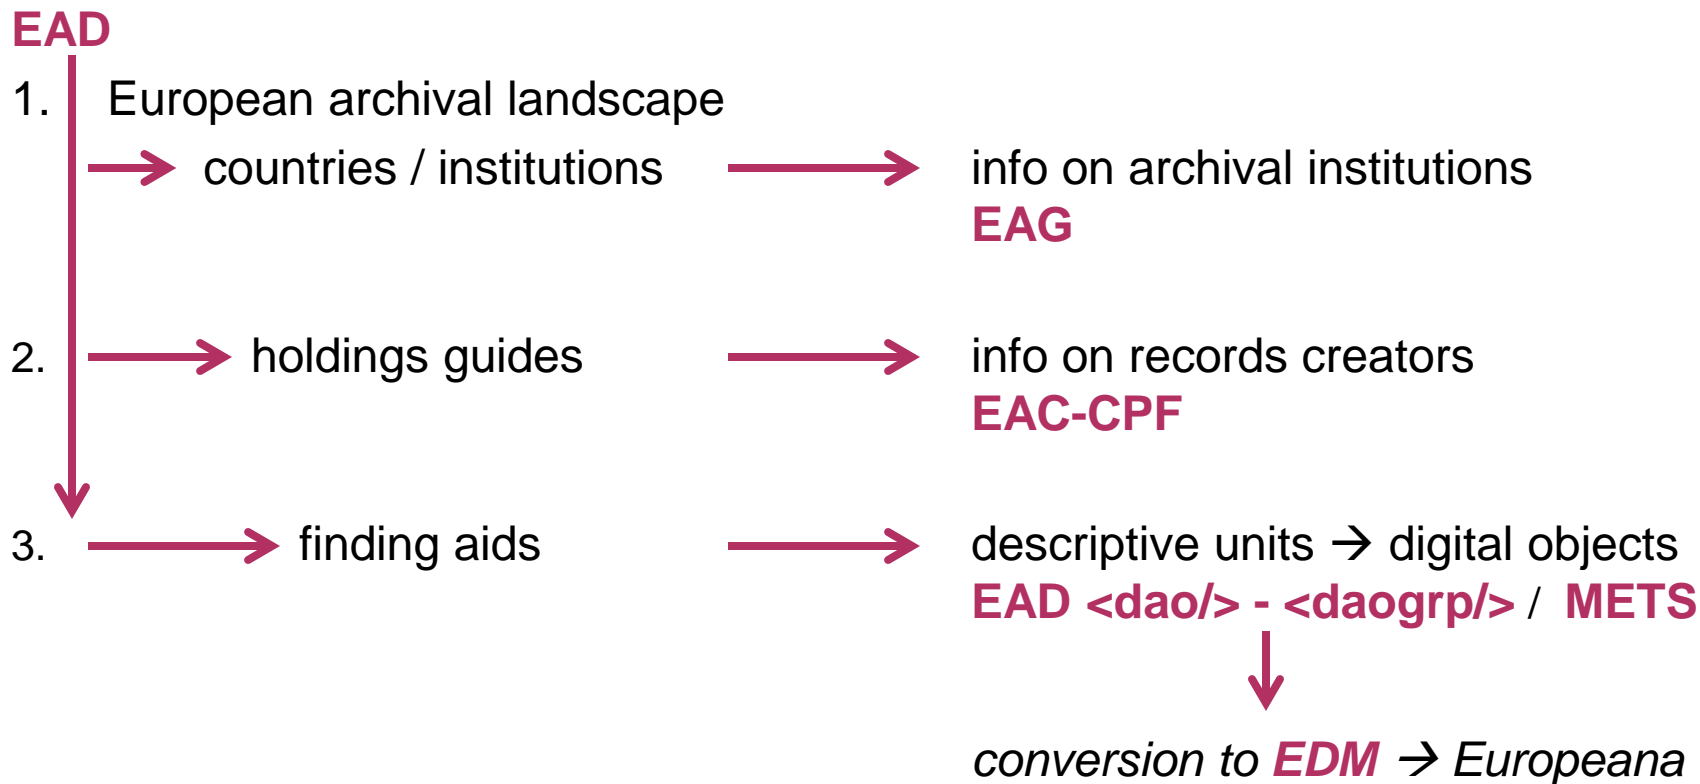 EAD
1. European archival landscape
countries / institutions info on archival institutions
EAG
2. holdings guides info on records creators
EAC-CPF
3. finding aids descriptive units → digital objects
EAD <dao/> - <daogrp/> / METS
conversion to EDM → Europeana